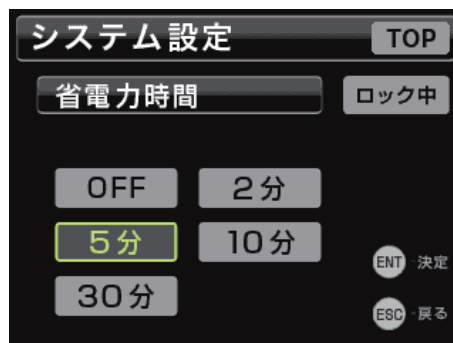 システム設定 TOP
省電力時間 ロック中
OFF 2分
5分 10分
ENT -決定
30分
ESC -戻る